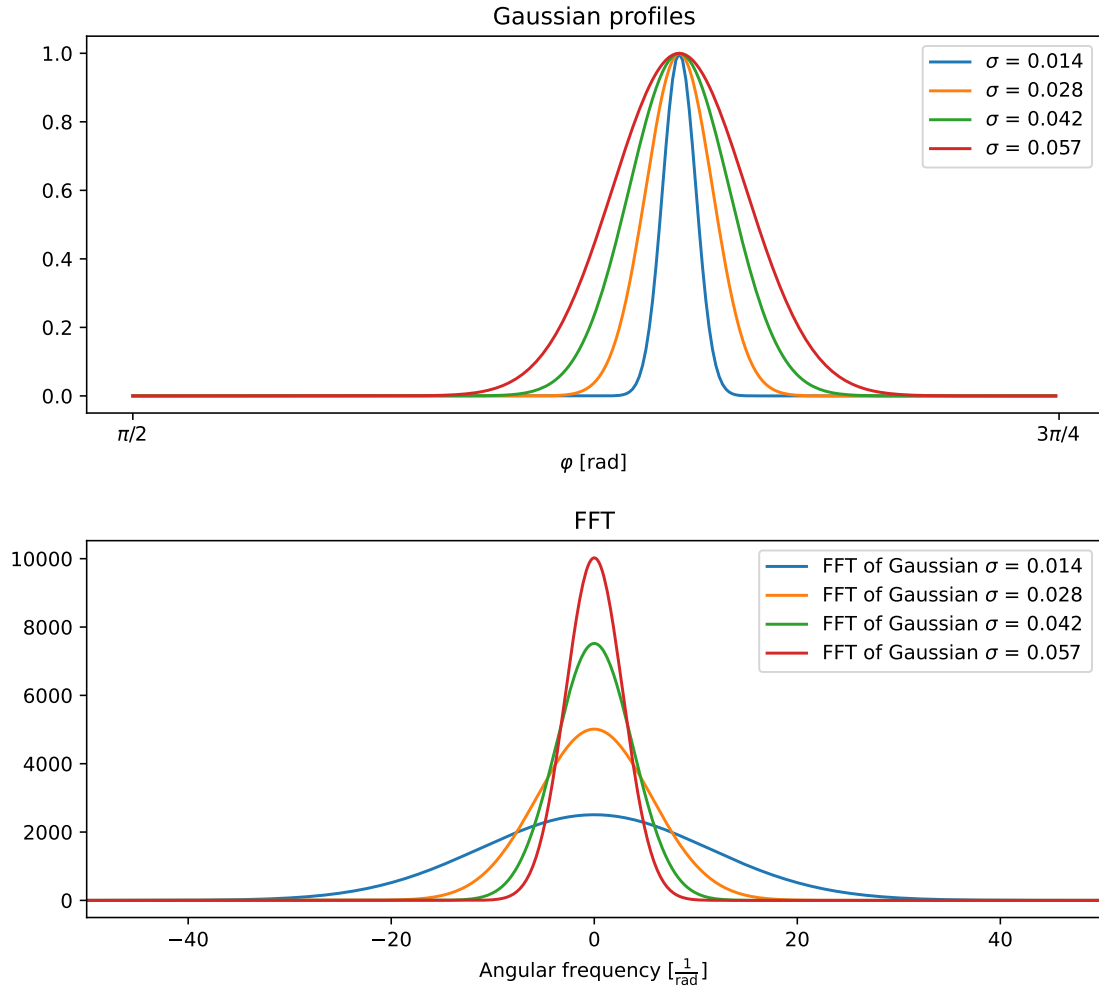 Gaussian profiles
1.0
0.8
0.6
0.4
0.2
0.0
σ = 0.014
σ = 0.028
σ = 0.042
σ = 0.057
π/2
3π/4
φ [rad]
FFT
10000
8000
6000
4000
2000
0
FFT of Gaussian σ = 0.014
FFT of Gaussian σ = 0.028
FFT of Gaussian σ = 0.042
FFT of Gaussian σ = 0.057
−40 −20 0 20 40
Angular frequency [1/rad]